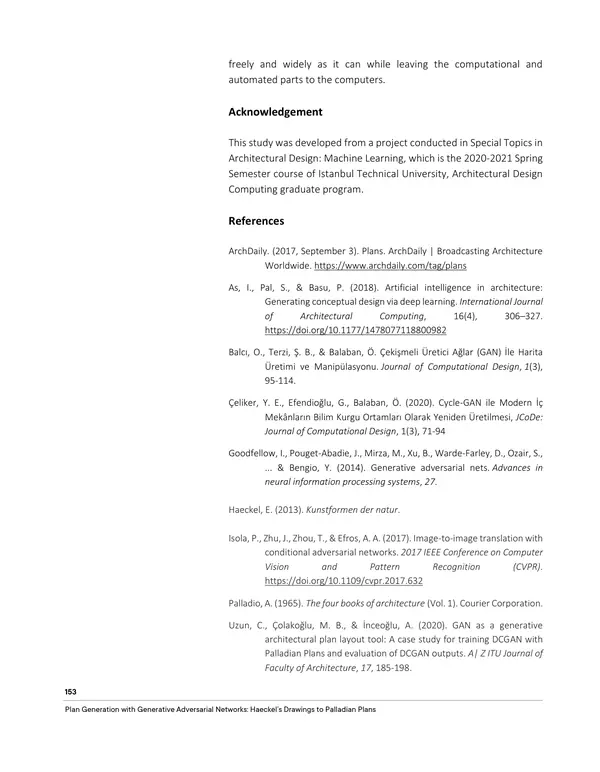 freely and widely as it can while leaving the computational and
automated parts to the computers.
Acknowledgement
This study was developed from a project conducted in Special Topics in
Architectural Design: Machine Learning, which is the 2020-2021 Spring
Semester course of Istanbul Technical University, Architectural Design
Computing graduate program.
References
ArchDaily. (2017, September 3). Plans. ArchDaily | Broadcasting Architecture
Worldwide. https://www.archdaily.com/tag/plans
As, I., Pal, S., & Basu, P. (2018). Artificial intelligence in architecture:
Generating conceptual design via deep learning. International Journal
of Architectural Computing, 16(4), 306–327.
https://doi.org/10.1177/1478077118800982
Balcı, O., Terzi, Ş. B., & Balaban, Ö. Çekişmeli Üretici Ağlar (GAN) İle Harita
Üretimi ve Manipülasyonu. Journal of Computational Design, 1(3),
95-114.
Çeliker, Y. E., Efendioğlu, G., Balaban, Ö. (2020). Cycle-GAN ile Modern İç
Mekânların Bilim Kurgu Ortamları Olarak Yeniden Üretilmesi, JCoDe:
Journal of Computational Design, 1(3), 71-94
Goodfellow, I., Pouget-Abadie, J., Mirza, M., Xu, B., Warde-Farley, D., Ozair, S.,
... & Bengio, Y. (2014). Generative adversarial nets. Advances in
neural information processing systems, 27.
Haeckel, E. (2013). Kunstformen der natur.
Isola, P., Zhu, J., Zhou, T., & Efros, A. A. (2017). Image-to-image translation with
conditional adversarial networks. 2017 IEEE Conference on Computer
Vision and Pattern Recognition (CVPR).
https://doi.org/10.1109/cvpr.2017.632
Palladio, A. (1965). The four books of architecture (Vol. 1). Courier Corporation.
Uzun, C., Çolakoğlu, M. B., & İnceoğlu, A. (2020). GAN as a generative
architectural plan layout tool: A case study for training DCGAN with
Palladian Plans and evaluation of DCGAN outputs. A| Z ITU Journal of
Faculty of Architecture, 17, 185-198.
153
Plan Generation with Generative Adversarial Networks: Haeckel's Drawings to Palladian Plans